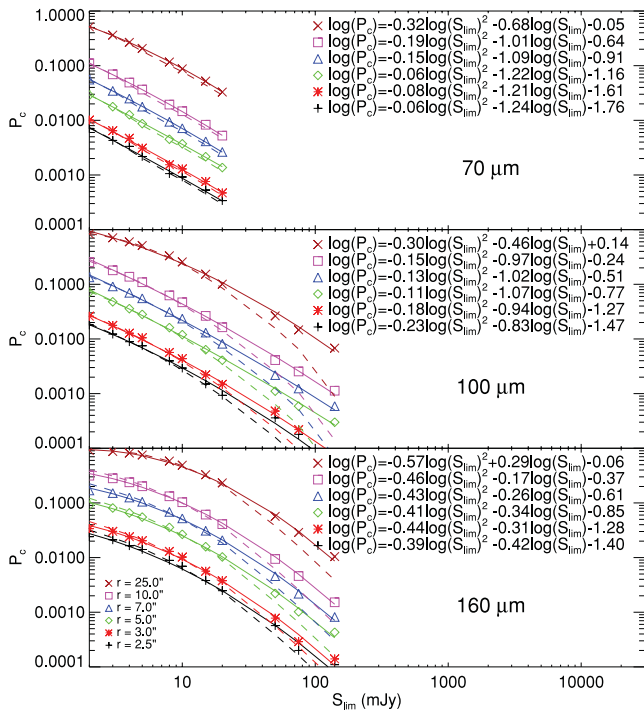 1.0000
log(P_c)=-0.32log(S_lim)^2 -0.68log(S_lim)-0.05
log(P_c)=-0.19log(S_lim)^2 -1.01log(S_lim)-0.64
0.1000
log(P_c)=-0.15log(S_lim)^2 -1.09log(S_lim)-0.91
log(P_c)=-0.06log(S_lim)^2 -1.22log(S_lim)-1.16
log(P_c)=-0.08log(S_lim)^2 -1.21log(S_lim)-1.61
P_c
0.0100
log(P_c)=-0.06log(S_lim)^2 -1.24log(S_lim)-1.76
70 μm
0.0010
0.0001
log(P_c)=-0.30log(S_lim)^2 -0.46log(S_lim)+0.14
log(P_c)=-0.15log(S_lim)^2 -0.97log(S_lim)-0.24
0.1000
log(P_c)=-0.13log(S_lim)^2 -1.02log(S_lim)-0.51
log(P_c)=-0.11log(S_lim)^2 -1.07log(S_lim)-0.77
log(P_c)=-0.18log(S_lim)^2 -0.94log(S_lim)-1.27
P_c
0.0100
log(P_c)=-0.23log(S_lim)^2 -0.83log(S_lim)-1.47
100 μm
0.0010
0.0001
log(P_c)=-0.57log(S_lim)^2+0.29log(S_lim)-0.06
log(P_c)=-0.46log(S_lim)^2 -0.17log(S_lim)-0.37
0.1000
log(P_c)=-0.43log(S_lim)^2 -0.26log(S_lim)-0.61
log(P_c)=-0.41log(S_lim)^2 -0.34log(S_lim)-0.85
log(P_c)=-0.44log(S_lim)^2 -0.31log(S_lim)-1.28
P_c
0.0100
log(P_c)=-0.39log(S_lim)^2 -0.42log(S_lim)-1.40
r = 25.0"
r = 10.0"
r = 7.0"
r = 5.0"
r = 3.0"
r = 2.5"
160 μm
0.0010
0.0001
10
100
1000
10000
S_lim (mJy)